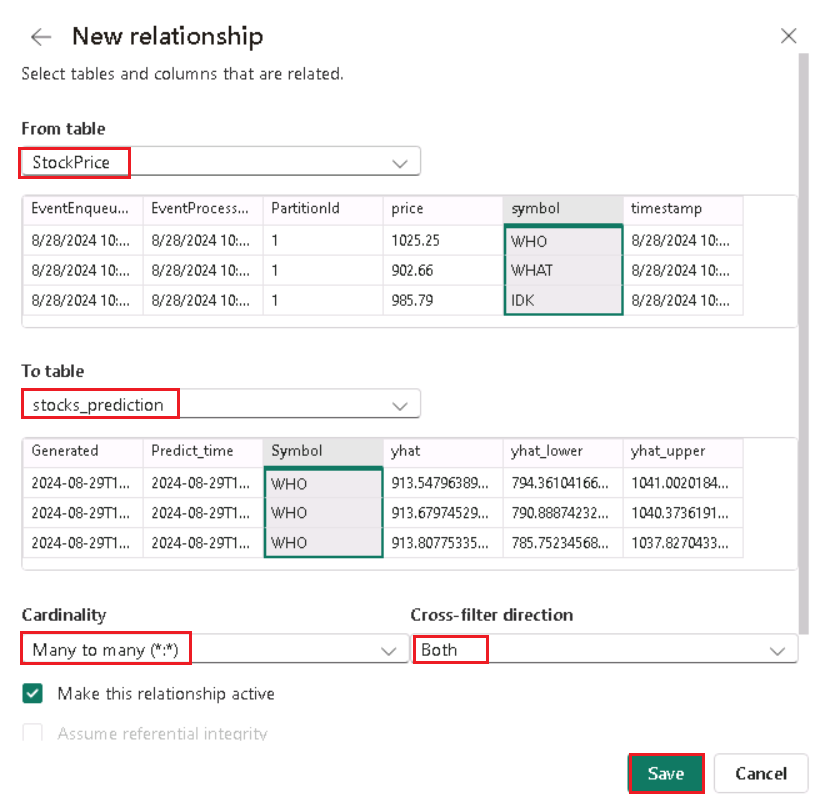 New relationship
Select tables and columns that are related.
From table
StockPrice
EventEnqueu... EventProcess... PartitionId price symbol timestamp
8/28/2024 10:... 8/28/2024 10:... 1 1025.25 WHO 8/28/2024 10:...
8/28/2024 10:... 8/28/2024 10:... 1 902.66 WHAT 8/28/2024 10:...
8/28/2024 10:... 8/28/2024 10:... 1 985.79 IDK 8/28/2024 10:...
To table
stocks_prediction
Generated Predict_time Symbol yhat yhat_lower yhat_upper
2024-08-29T1... 2024-08-29T1... WHO 913.54796389... 794.36104166... 1041.0020184...
2024-08-29T1... 2024-08-29T1... WHO 913.67974529... 790.88874232... 1040.3736191...
2024-08-29T1... 2024-08-29T1... WHO 913.80775335... 785.75234568... 1037.8270433...
Cardinality Cross-filter direction
Many to many (*:*) Both
Make this relationship active
Assume referential integrity
Save Cancel